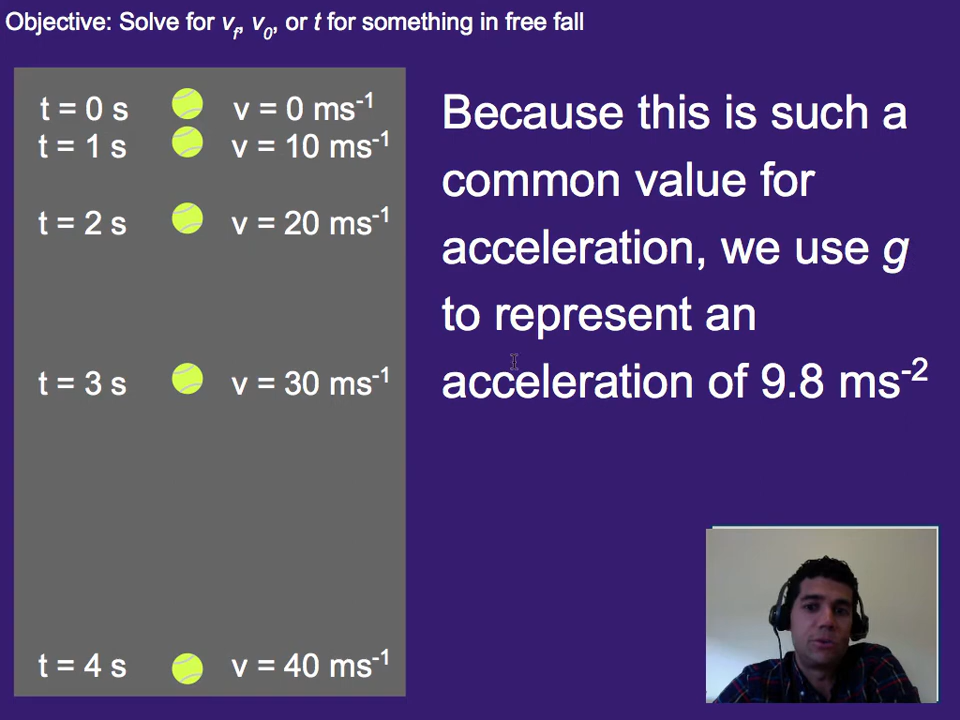 Objective: Solve for vf, v0, or t for something in free fall
t = 0 s v = 0 ms-1
t = 1 s v = 10 ms-1
t = 2 s v = 20 ms-1
t = 3 s v = 30 ms-1
t = 4 s v = 40 ms-1
Because this is such a
common value for
acceleration, we use g
to represent an
acceleration of 9.8 ms-2